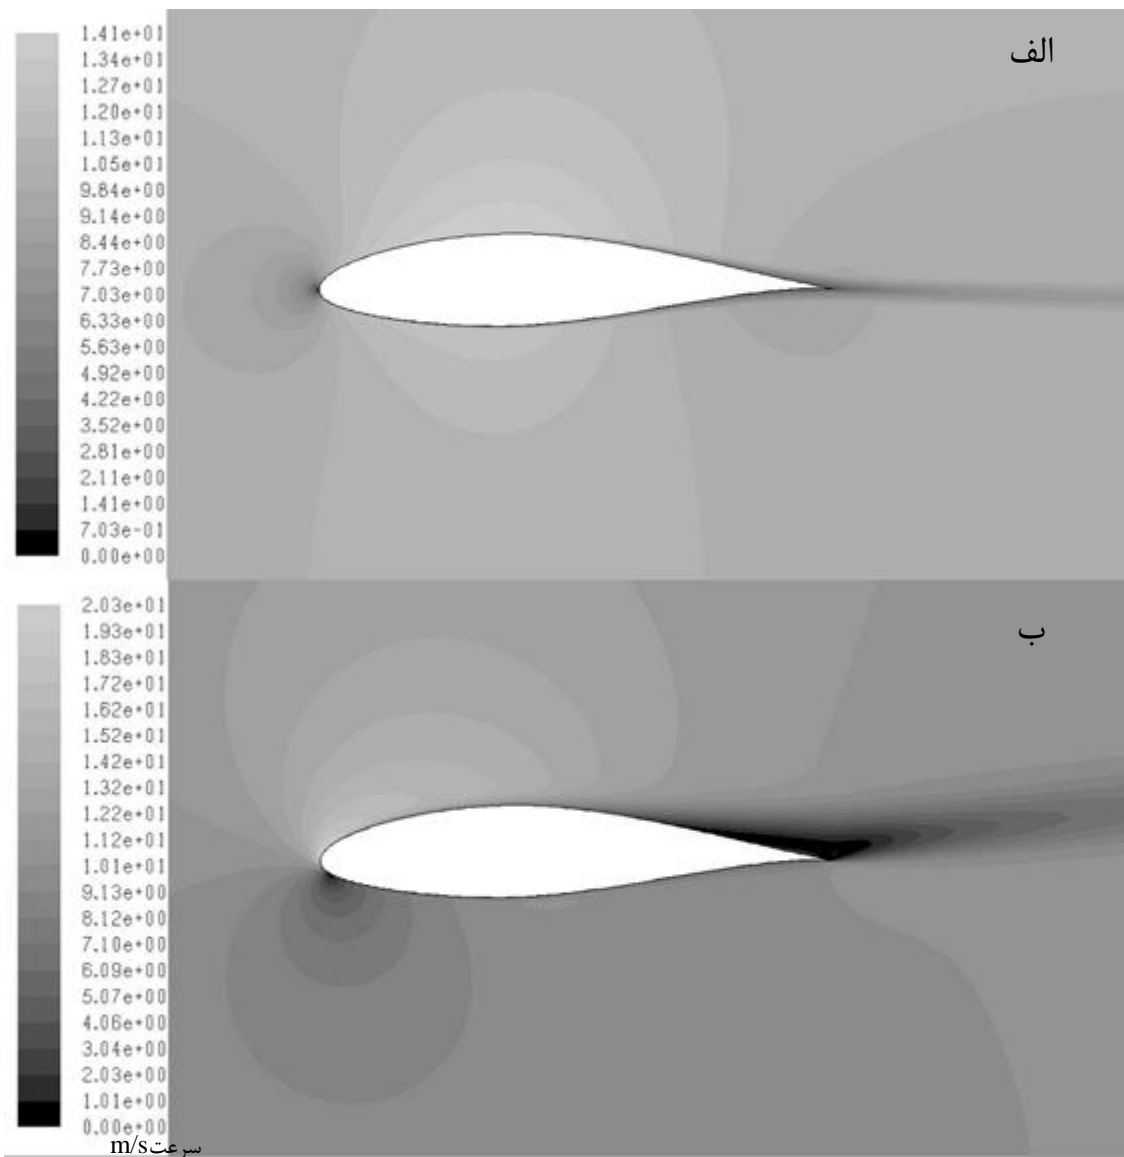 الف
1.41e+01
1.34e+01
1.27e+01
1.20e+01
1.13e+01
1.05e+01
9.84e+00
9.14e+00
8.44e+00
7.73e+00
7.03e+00
6.33e+00
5.63e+00
4.92e+00
4.22e+00
3.52e+00
2.81e+00
2.11e+00
1.41e+00
7.03e-01
0.00e+00
ب
2.03e+01
1.93e+01
1.83e+01
1.72e+01
1.62e+01
1.52e+01
1.42e+01
1.32e+01
1.22e+01
1.12e+01
1.01e+01
9.13e+00
8.12e+00
7.10e+00
6.09e+00
5.07e+00
4.06e+00
3.04e+00
2.03e+00
1.01e+00
0.00e+00
سرعت m/s